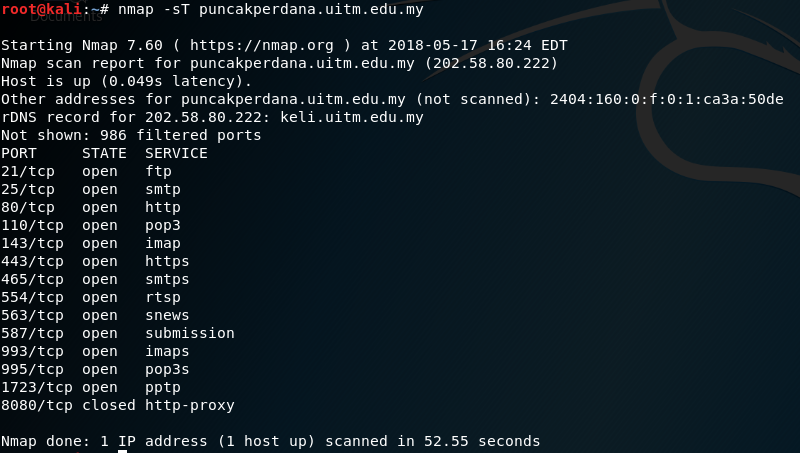 root@kali:~# nmap -sT puncakperdana.uitm.edu.my
Documents
Starting Nmap 7.60 ( https://nmap.org ) at 2018-05-17 16:24 EDT
Nmap scan report for puncakperdana.uitm.edu.my (202.58.80.222)
Host is up (0.049s latency).
Other addresses for puncakperdana.uitm.edu.my (not scanned): 2404:160:0:f:0:1:ca3a:50de
rDNS record for 202.58.80.222: keli.uitm.edu.my
Not shown: 986 filtered ports
PORT     STATE  SERVICE
21/tcp   open   ftp
25/tcp   open   smtp
80/tcp   open   http
110/tcp  open   pop3
143/tcp  open   imap
443/tcp  open   https
465/tcp  open   smtps
554/tcp  open   rtsp
563/tcp  open   snews
587/tcp  open   submission
993/tcp  open   imaps
995/tcp  open   pop3s
1723/tcp open   pptp
8080/tcp closed http-proxy
Nmap done: 1 IP address (1 host up) scanned in 52.55 seconds